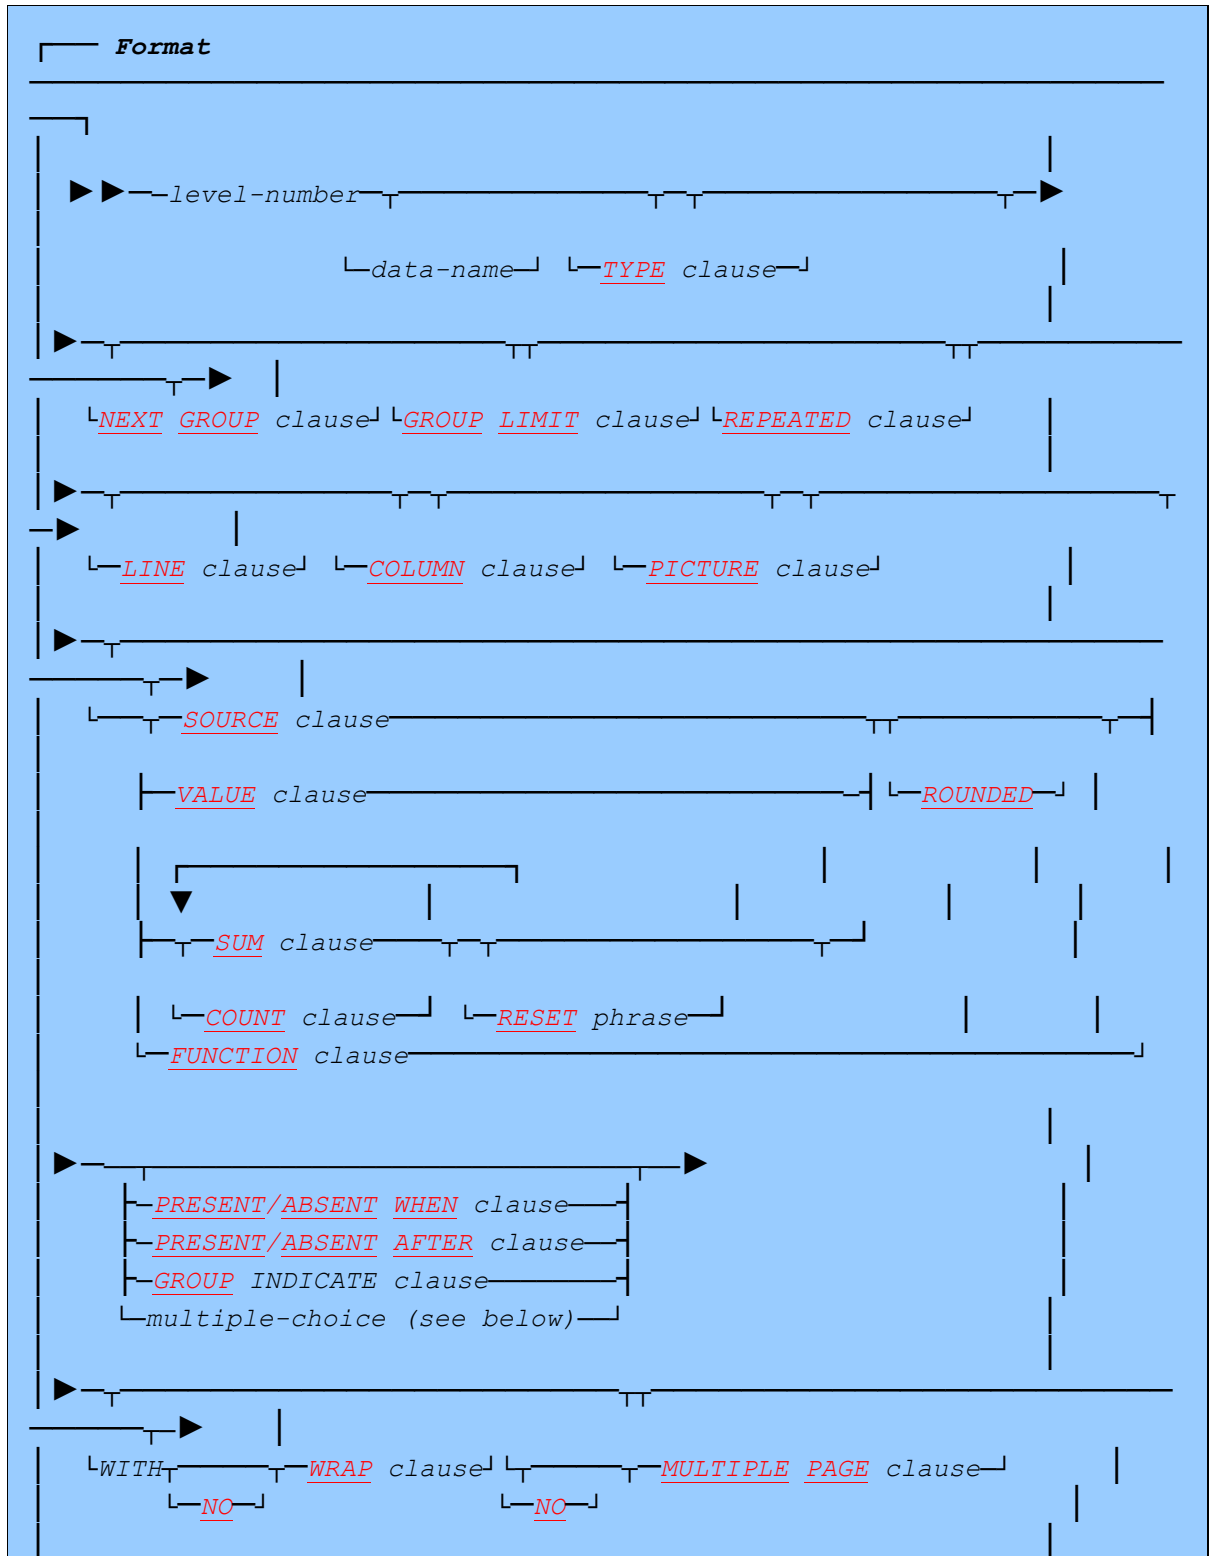 Format
level-number
data-name TYPE clause
NEXT GROUP clause GROUP LIMIT clause REPEATED clause
LINE clause COLUMN clause PICTURE clause
SOURCE clause
VALUE clause ROUNDED
SUM clause
COUNT clause RESET phrase
FUNCTION clause
PRESENT/ABSENT WHEN clause
PRESENT/ABSENT AFTER clause
GROUP INDICATE clause
multiple-choice (see below)
WITH WRAP clause MULTIPLE PAGE clause
NO NO